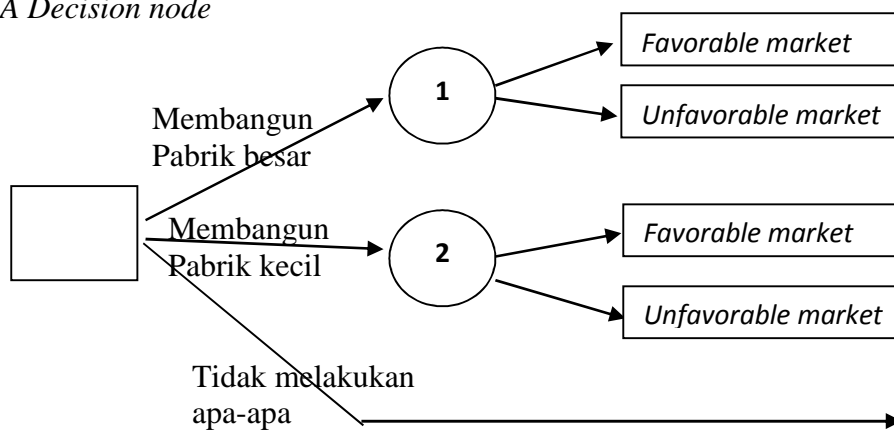 A Decision node
Favorable market
1
Unfavorable market
Membangun
Pabrik besar
Membangun
Pabrik kecil
2
Favorable market
Unfavorable market
Tidak melakukan
apa-apa